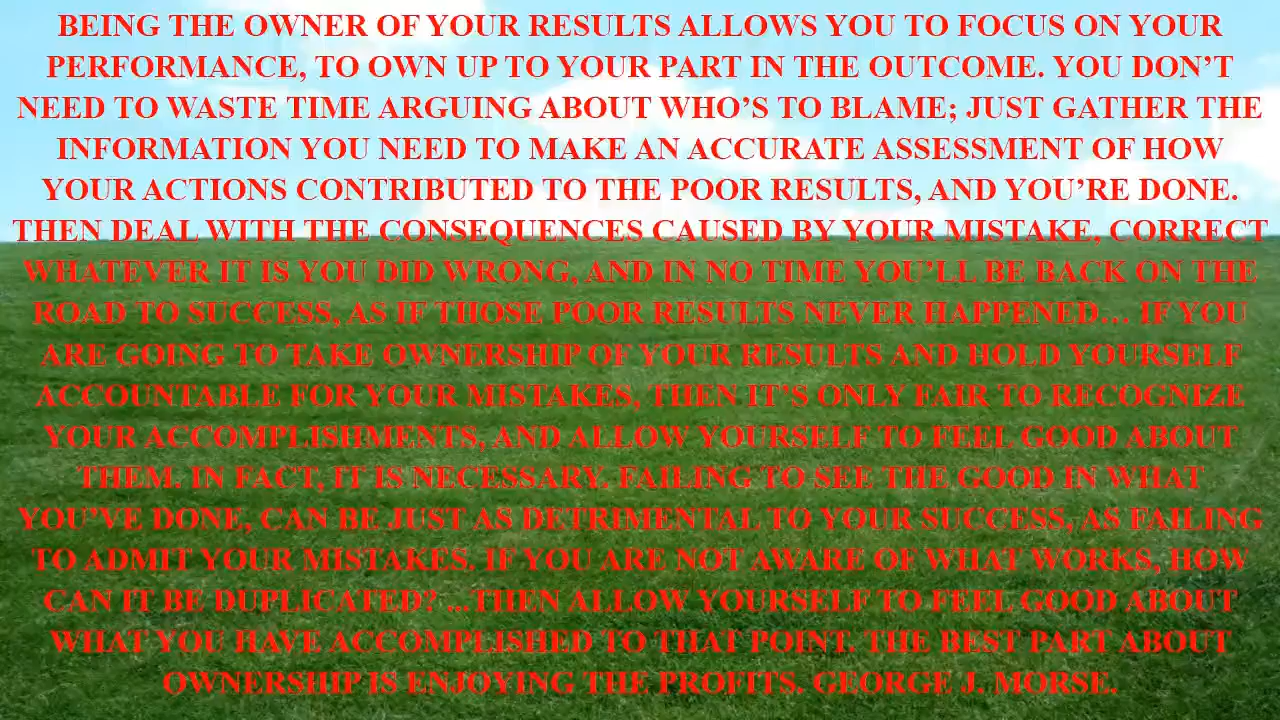 BEING THE OWNER OF YOUR RESULTS ALLOWS YOU TO FOCUS ON YOUR
PERFORMANCE, TO OWN UP TO YOUR PART IN THE OUTCOME. YOU DON’T
NEED TO WASTE TIME ARGUING ABOUT WHO’S TO BLAME; JUST GATHER THE
INFORMATION YOU NEED TO MAKE AN ACCURATE ASSESSMENT OF HOW
YOUR ACTIONS CONTRIBUTED TO THE POOR RESULTS, AND YOU’RE DONE.
THEN DEAL WITH THE CONSEQUENCES CAUSED BY YOUR MISTAKE, CORRECT
WHATEVER IT IS YOU DID WRONG, AND IN NO TIME YOU’LL BE BACK ON THE
ROAD TO SUCCESS, AS IF THOSE POOR RESULTS NEVER HAPPENED… IF YOU
ARE GOING TO TAKE OWNERSHIP OF YOUR RESULTS AND HOLD YOURSELF
ACCOUNTABLE FOR YOUR MISTAKES, THEN IT’S ONLY FAIR TO RECOGNIZE
YOUR ACCOMPLISHMENTS, AND ALLOW YOURSELF TO FEEL GOOD ABOUT
THEM. IN FACT, IT IS NECESSARY. FAILING TO SEE THE GOOD IN WHAT
YOU’VE DONE, CAN BE JUST AS DETRIMENTAL TO YOUR SUCCESS, AS FAILING
TO ADMIT YOUR MISTAKES. IF YOU ARE NOT AWARE OF WHAT WORKS, HOW
CAN IT BE DUPLICATED? ...THEN ALLOW YOURSELF TO FEEL GOOD ABOUT
WHAT YOU HAVE ACCOMPLISHED TO THAT POINT. THE BEST PART ABOUT
OWNERSHIP IS ENJOYING THE PROFITS. GEORGE J. MORSE.